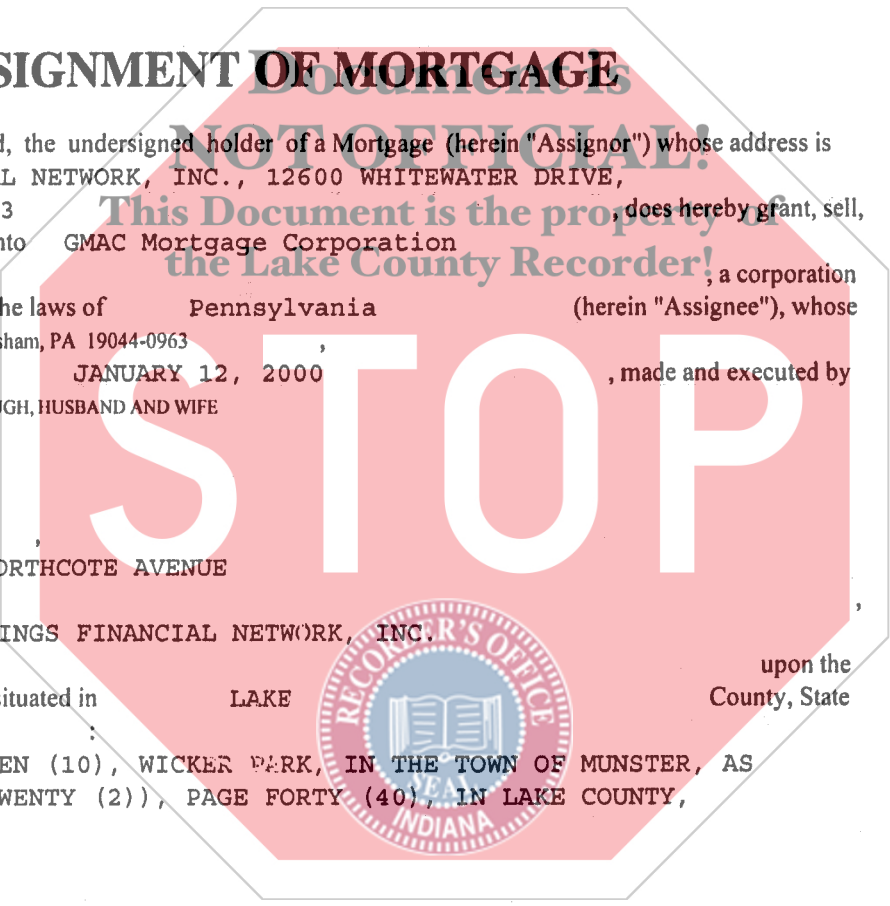 SIGNMENT OF MORTGAGE
Document is
d, the undersigned holder of a Mortgage (herein "Assignor") whose address is
NOT OFFICIAL!
L NETWORK, INC., 12600 WHITEWATER DRIVE,
3 , does hereby grant, sell,
This Document is the property of
nto GMAC Mortgage Corporation
the Lake County Recorder!
, a corporation
he laws of Pennsylvania (herein "Assignee"), whose
sham, PA 19044-0963 ,
JANUARY 12, 2000 , made and executed by
GH, HUSBAND AND WIFE
STOP
,
ORTHCOTE AVENUE
,
INGS FINANCIAL NETWORK, INC.
upon the
situated in LAKE County, State
:
EN (10), WICKER PARK, IN THE TOWN OF MUNSTER, AS
WENTY (2)), PAGE FORTY (40), IN LAKE COUNTY,
RECORDER'S OFFICE
SEAL
INDIANA